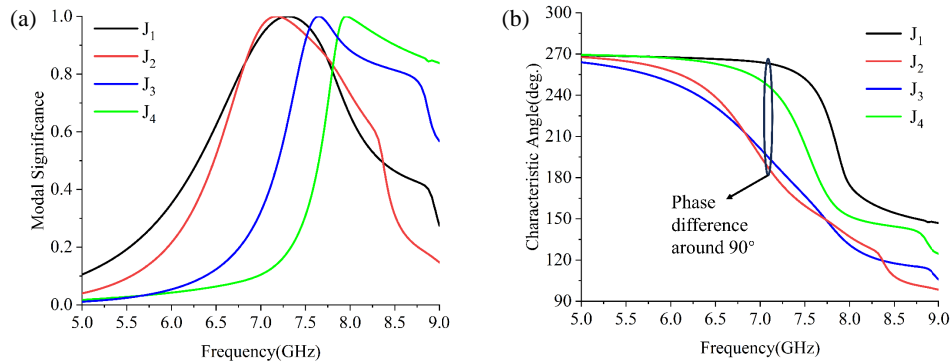 (a)
J1
J2
J3
J4
Modal Significance
1.0
0.8
0.6
0.4
0.2
0.0
5.0 5.5 6.0 6.5 7.0 7.5 8.0 8.5 9.0
Frequency(GHz)
(b)
J1
J2
J3
J4
Characteristic Angle(deg.)
270
240
210
180
150
120
90
Phase
difference
around 90°
5.0 5.5 6.0 6.5 7.0 7.5 8.0 8.5 9.0
Frequency(GHz)